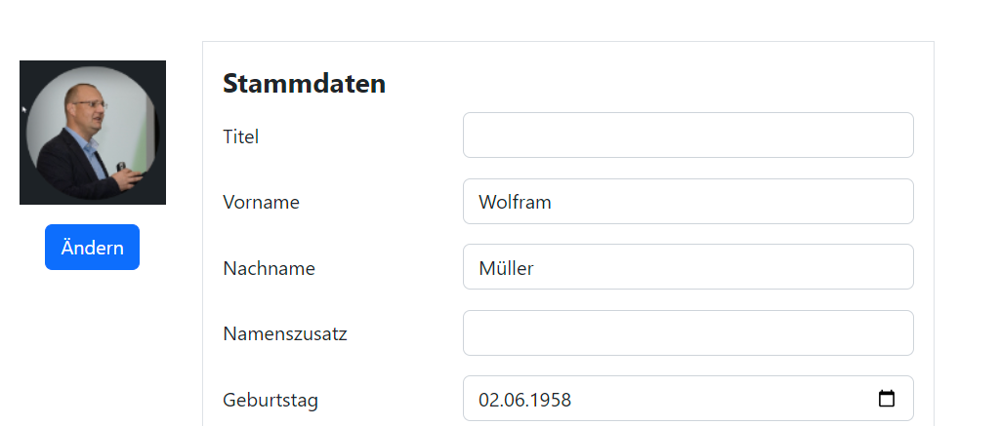 Stammdaten
Titel
Vorname Wolfram
Ändern
Nachname Müller
Namenszusatz
Geburtstag 02.06.1958